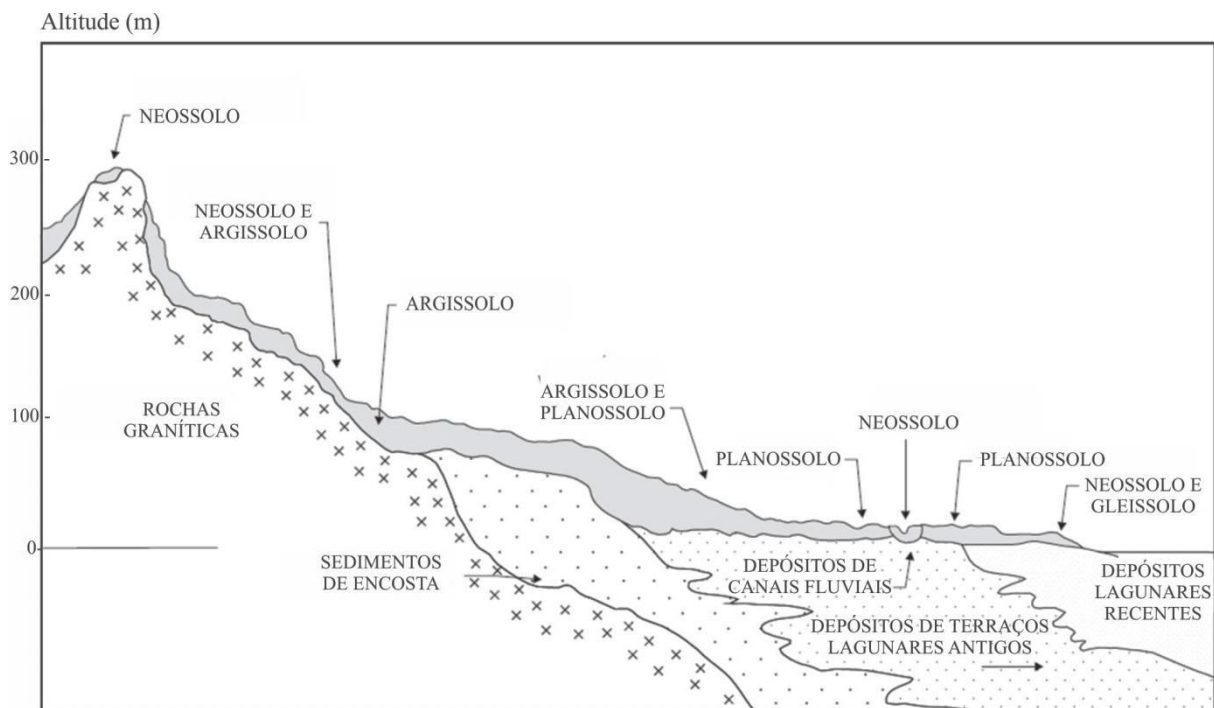 Altitude (m)
NEOSSOLO
300
NEOSSOLO E
ARGISSOLO
200
ARGISSOLO
ROCHAS
GRANÍTICAS
100
ARGISSOLO E
PLANOSSOLO
NEOSSOLO
PLANOSSOLO
PLANOSSOLO
NEOSSOLO E
GLEISSOLO
0
SEDIMENTOS
DE ENCOSTA
DEPÓSITOS DE
CANAIS FLUVIAIS
DEPÓSITOS
LAGUNARES
RECENTES
DEPÓSITOS DE TERRAÇOS
LAGUNARES ANTIGOS